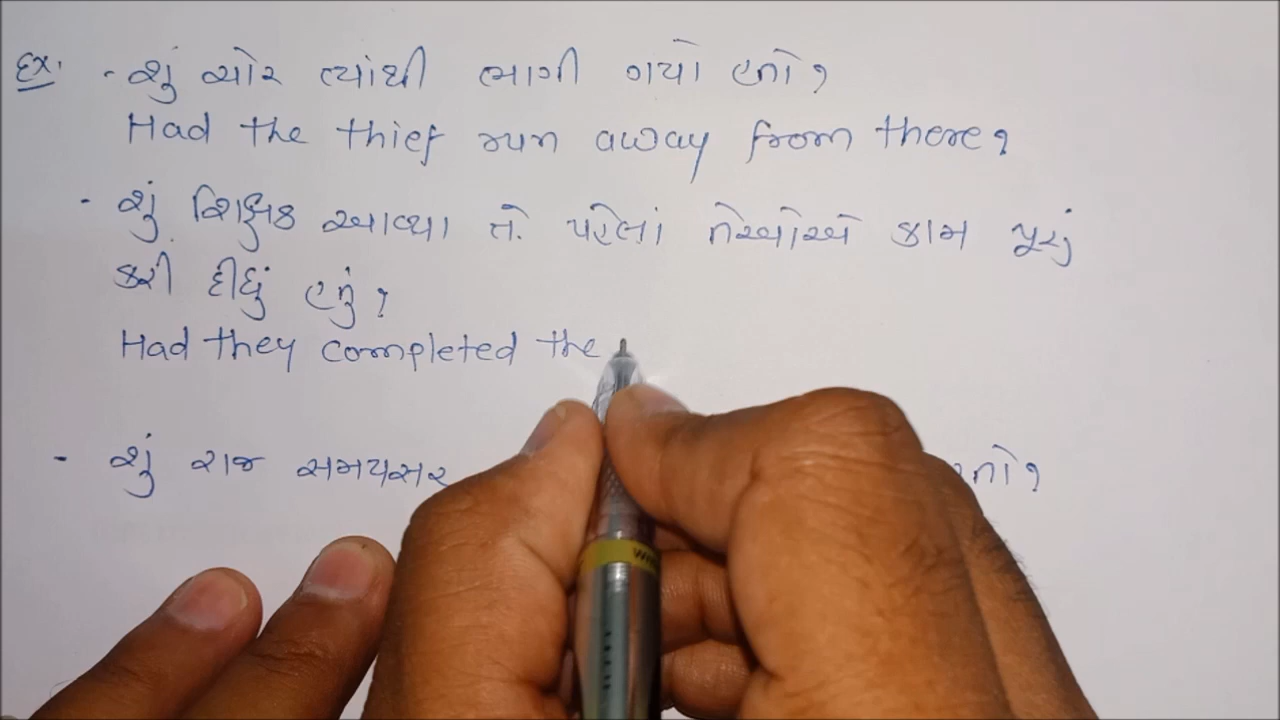 Ex. - શું ચોર ત્યાંથી ભાગી ગયો હતો?
Had the thief run away from there?
- શું શિક્ષક આવ્યા તે પહેલાં તેઓએ કામ પૂરું
કરી દીધું હતું?
Had they completed the
- શું રાજ સમયસર હતો?